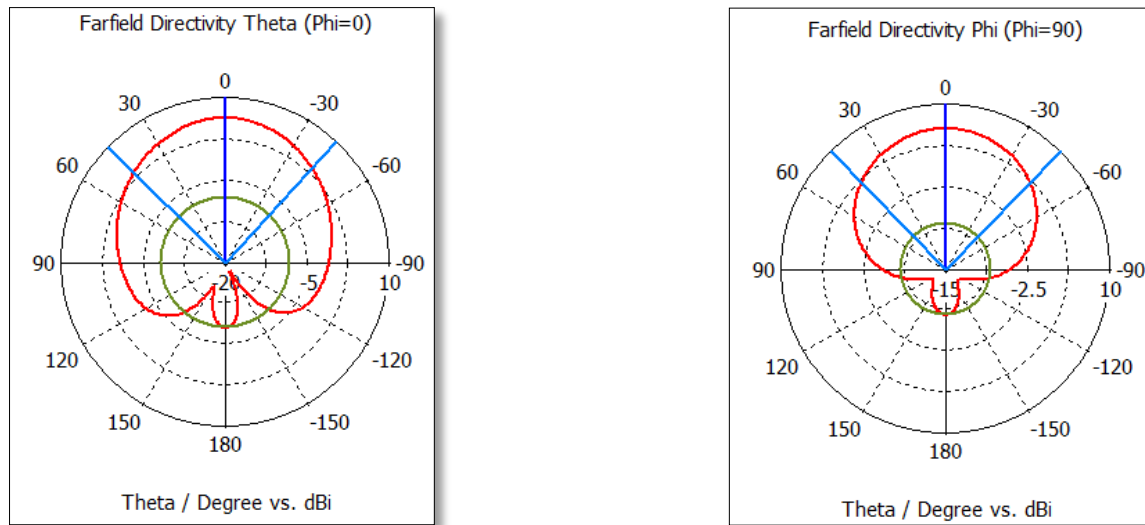 Farfield Directivity Theta (Phi=0)
0
30 -30
60 -60
90 -20 -5 10 -90
120 -120
150 -150
180
Theta / Degree vs. dBi
Farfield Directivity Phi (Phi=90)
0
30 -30
60 -60
90 -15 -2.5 10 -90
120 -120
150 -150
180
Theta / Degree vs. dBi